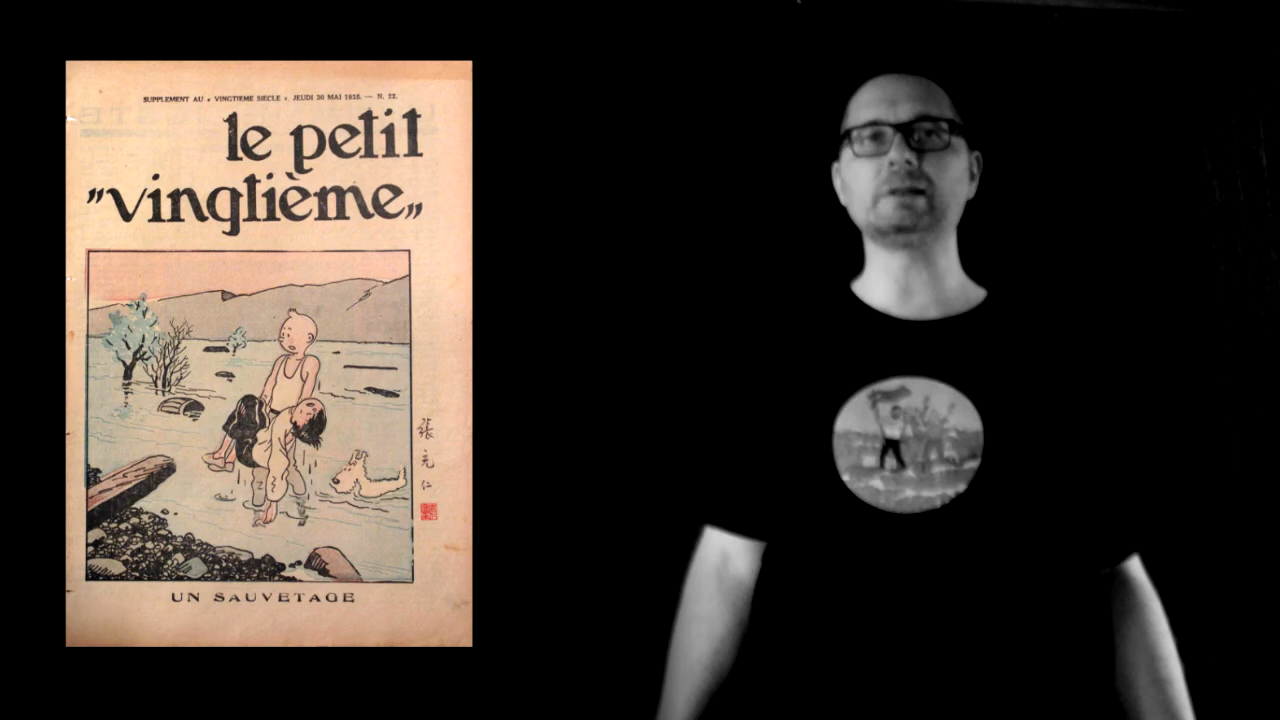 SUPPLEMENT AU « VINGTIEME SIECLE ». JEUDI 30 MAI 1935. — N. 22.
le petit
"vingtième„
張充仁
UN SAUVETAGE